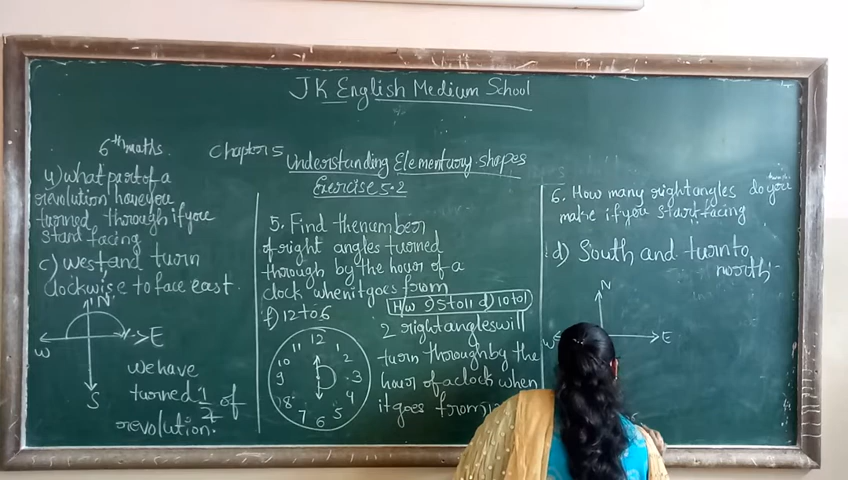 JK English Medium School
6th maths
Chapter 5
Understanding Elementary shapes
Exercise 5.2
4) what part of a
revolution have you
turned through if you
stand facing
c) west and turn
clockwise to face east.
N
W
E
S
we have
turned 1/2 of
revolution.
5. Find the number
of right angles turned
through by the hour of a
clock when it goes from
H/w 5 to 11 d) 10 to 1
f) 12 to 6
12
11
1
10
2
9
3
8
4
7
6
5
2 right angles will
turn through by the
hour of a clock when
it goes from
6. How many right angles do you
make if you start facing
d) South and turn to
north
N
W
E